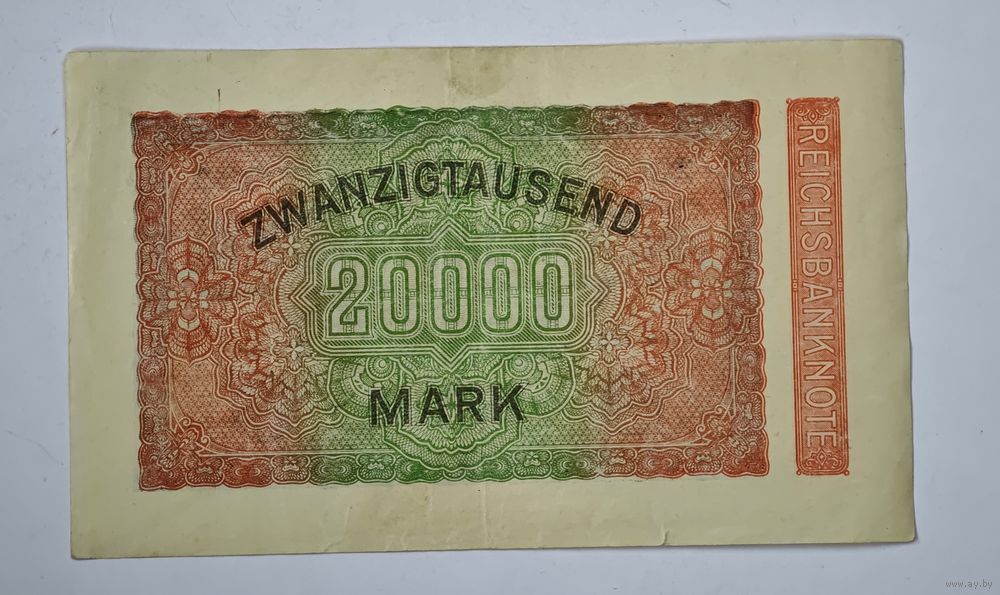 ZWANZIGTAUSEND
20000
MARK
REICHSBANKNOTE
www.ay.by